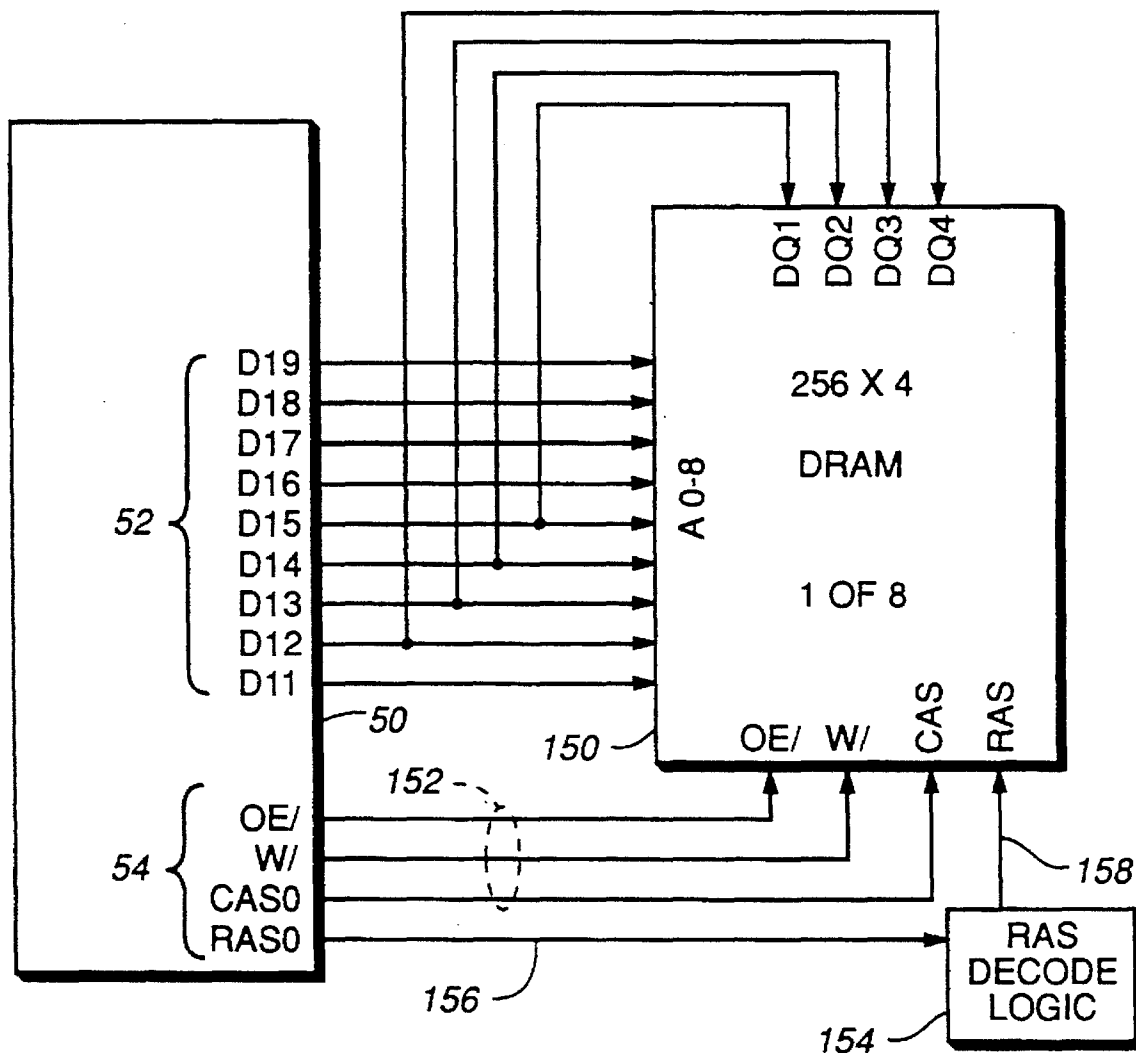 DQ1
DQ2
DQ3
DQ4
D19
D18
D17
D16
D15
D14
D13
D12
D11
52
50
A 0-8
256 X 4
DRAM
1 OF 8
150
OE/ W/ CAS RAS
152
54
OE/
W/
CAS0
RAS0
156
158
RAS
DECODE
LOGIC
154